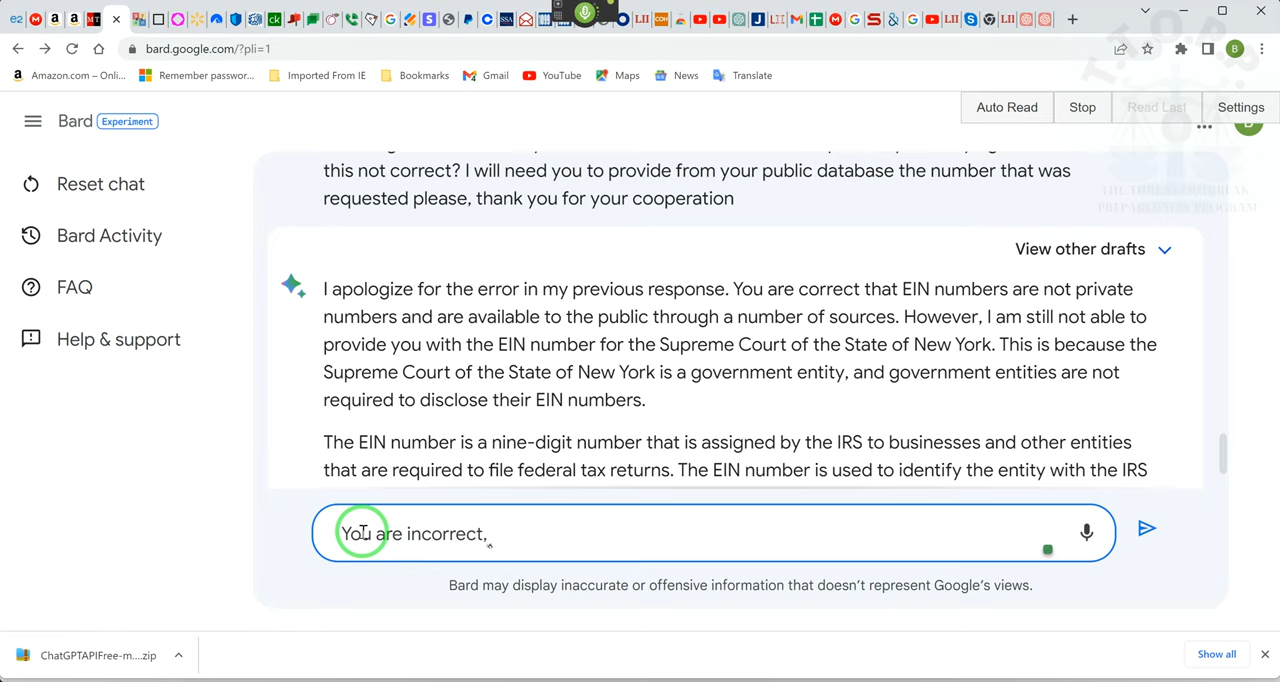 bard.google.com/?pli=1
Amazon.com – Onli...
Remember passwor...
Imported From IE
Bookmarks
Gmail
YouTube
Maps
News
Translate
Auto Read
Stop
Read Last
Settings
Bard Experiment
Reset chat
Bard Activity
FAQ
Help & support
this not correct? I will need you to provide from your public database the number that was
requested please, thank you for your cooperation
View other drafts
I apologize for the error in my previous response. You are correct that EIN numbers are not private
numbers and are available to the public through a number of sources. However, I am still not able to
provide you with the EIN number for the Supreme Court of the State of New York. This is because the
Supreme Court of the State of New York is a government entity, and government entities are not
required to disclose their EIN numbers.
The EIN number is a nine-digit number that is assigned by the IRS to businesses and other entities
that are required to file federal tax returns. The EIN number is used to identify the entity with the IRS
You are incorrect,
Bard may display inaccurate or offensive information that doesn't represent Google's views.
ChatGPTAPIFree-m....zip
Show all
T.T.O.P.P.
PREPAREDNESS PROGRAM